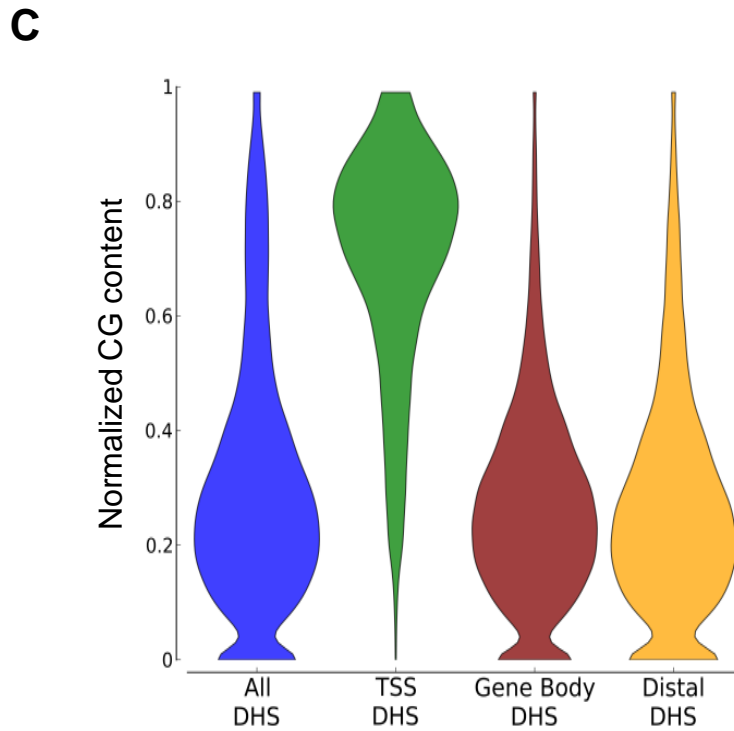 C
Normalized CG content
1
0.8
0.6
0.4
0.2
0
All
DHS
TSS
DHS
Gene Body
DHS
Distal
DHS